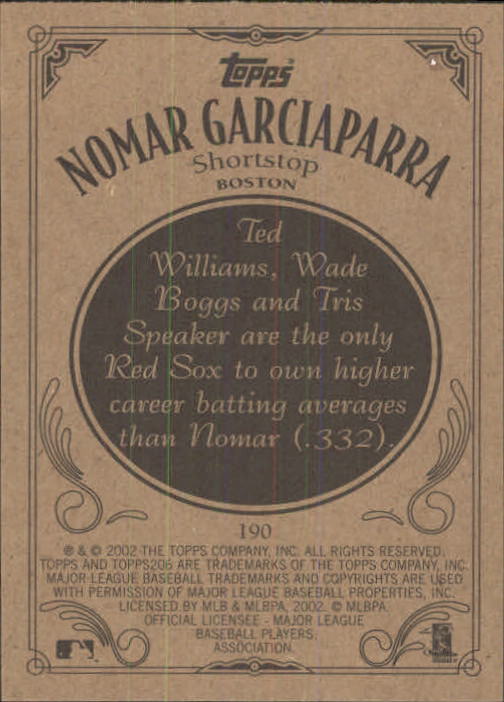 Topps
NOMAR GARCIAPARRA
Shortstop
BOSTON
Ted
Williams, Wade
Boggs and Tris
Speaker are the only
Red Sox to own higher
career batting averages
than Nomar (.332).
190
® & © 2002 THE TOPPS COMPANY, INC. ALL RIGHTS RESERVED.
TOPPS AND TOPPS206 ARE TRADEMARKS OF THE TOPPS COMPANY, INC.
MAJOR LEAGUE BASEBALL TRADEMARKS AND COPYRIGHTS ARE USED
WITH PERMISSION OF MAJOR LEAGUE BASEBALL PROPERTIES, INC.
LICENSED BY MLB & MLBPA, 2002. © MLBPA
OFFICIAL LICENSEE - MAJOR LEAGUE
BASEBALL PLAYERS
ASSOCIATION.